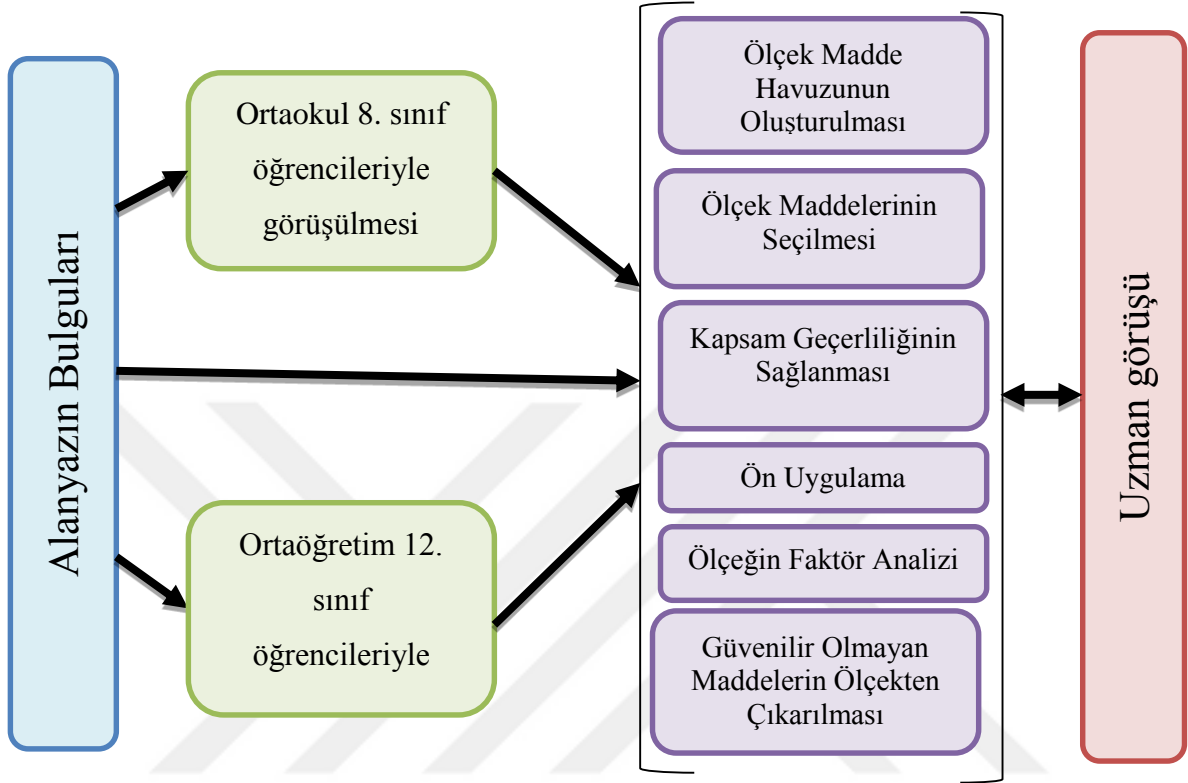 Alanyazın Bulguları
Ortaokul 8. sınıf
öğrencileriyle
görüşülmesi
Ortaöğretim 12.
sınıf
öğrencileriyle
Ölçek Madde
Havuzunun
Oluşturulması
Ölçek Maddelerinin
Seçilmesi
Kapsam Geçerliliğinin
Sağlanması
Ön Uygulama
Ölçeğin Faktör Analizi
Güvenilir Olmayan
Maddelerin Ölçekten
Çıkarılması
Uzman görüşü